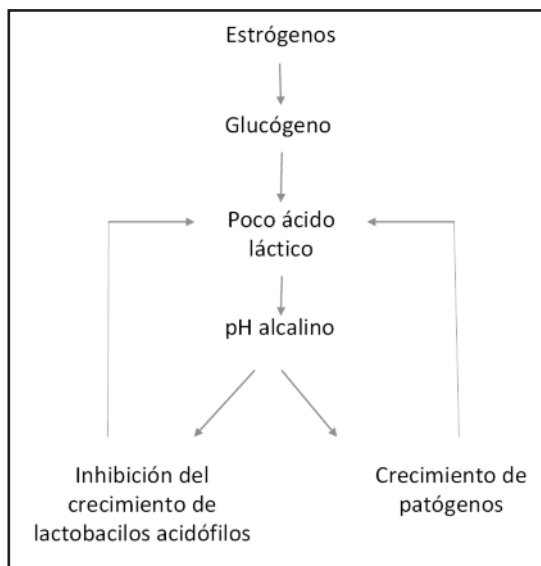 Estrógenos
Glucógeno
Poco ácido
láctico
pH alcalino
Inhibición del
crecimiento de
lactobacilos acidófilos
Crecimiento de
patógenos